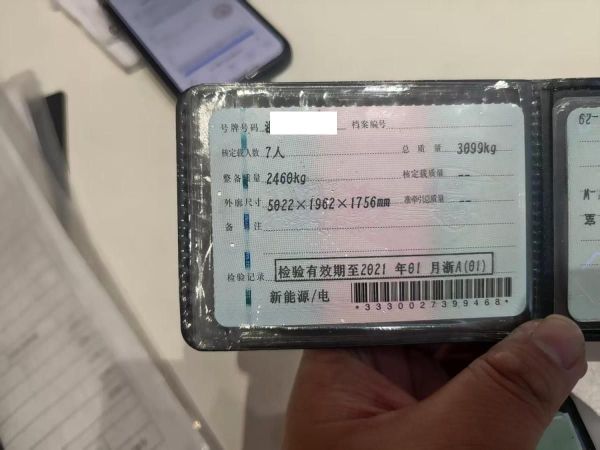 号牌号码 档案编号
核定载人数 7人 总质量 3099kg
整备质量 2460kg 核定载质量 --
外廓尺寸 5022×1962×1756mm 准牵引总质量 --
备注
检验记录 检验有效期至2021年01月浙A(01)
新能源/电
*3330027399468*